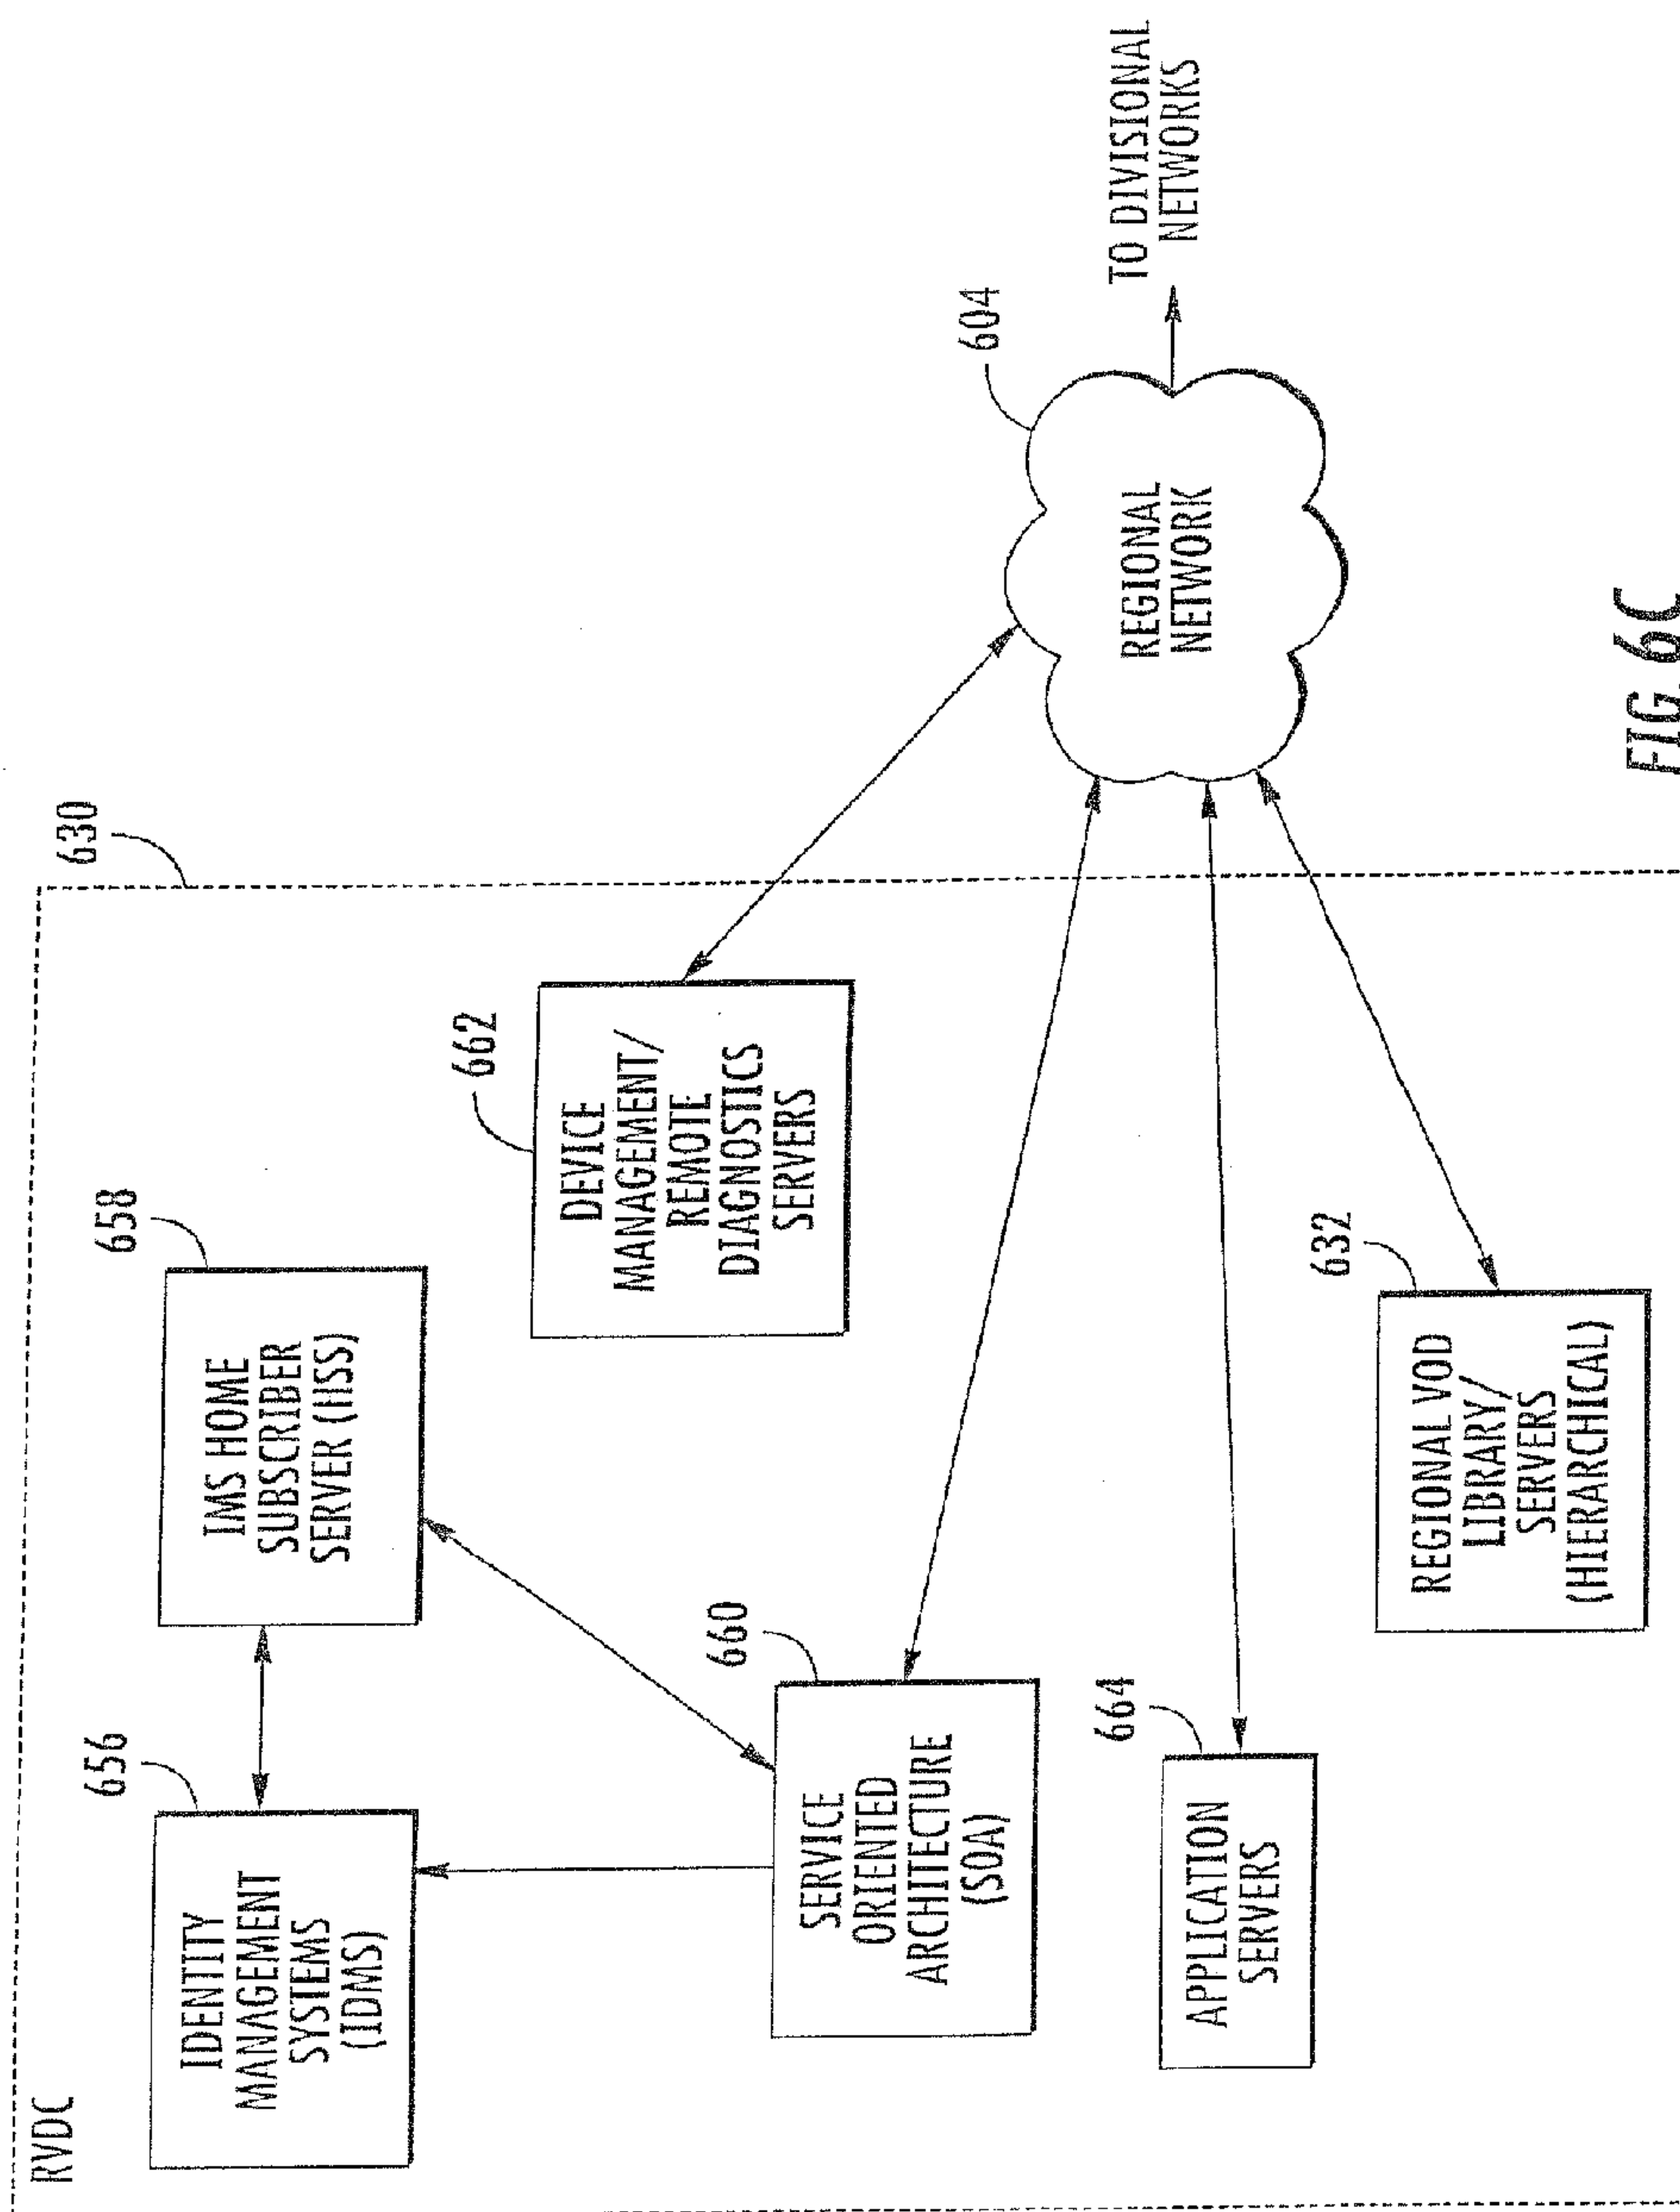 RVDC
630
656
IDENTITY
MANAGEMENT
SYSTEMS
(IDMS)
658
IMS HOME
SUBSCRIBER
SERVER (HSS)
662
DEVICE
MANAGEMENT/
REMOTE
DIAGNOSTICS
SERVERS
660
SERVICE
ORIENTED
ARCHITECTURE
(SOA)
604
REGIONAL
NETWORK
TO DIVISIONAL
NETWORKS
664
APPLICATION
SERVERS
632
REGIONAL VOD
LIBRARY/
SERVERS
(HIERARCHICAL)
FIG. 6C